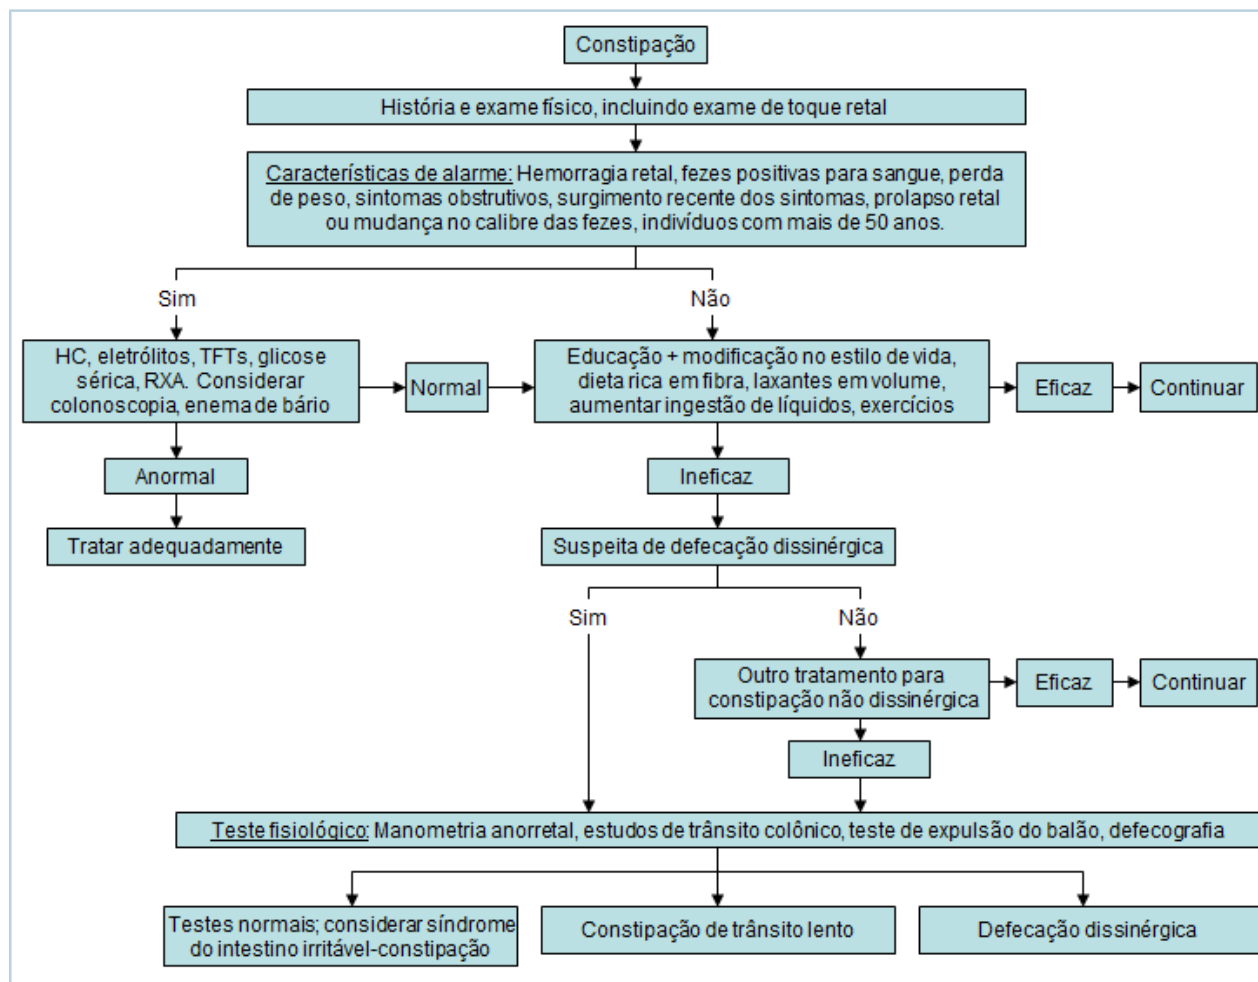 Constipação
História e exame físico, incluindo exame de toque retal
Características de alarme: Hemorragia retal, fezes positivas para sangue, perda
de peso, sintomas obstrutivos, surgimento recente dos sintomas, prolapso retal
ou mudança no calibre das fezes, indivíduos com mais de 50 anos.
Sim
Não
HC, eletrólitos, TFTs, glicose
sérica, RXA. Considerar
colonoscopia, enema de bário
Normal
Educação + modificação no estilo de vida,
dieta rica em fibra, laxantes em volume,
aumentar ingestão de líquidos, exercícios
Eficaz
Continuar
Anormal
Ineficaz
Tratar adequadamente
Suspeita de defecação dissinérgica
Sim
Não
Outro tratamento para
constipação não dissinérgica
Eficaz
Continuar
Ineficaz
Teste fisiológico: Manometria anorretal, estudos de trânsito colônico, teste de expulsão do balão, defecografia
Testes normais; considerar síndrome
do intestino irritável-constipação
Constipação de trânsito lento
Defecação dissinérgica